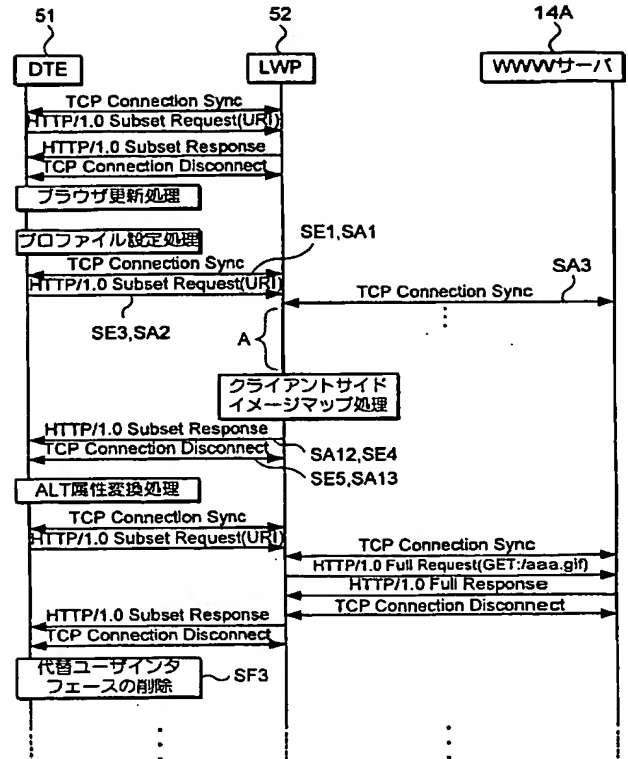 51
52
14A
DTE
LWP
WWWサーバ
TCP Connection Sync
HTTP/1.0 Subset Request(URI)
HTTP/1.0 Subset Response
TCP Connection Disconnect
ブラウザ更新処理
プロファイル設定処理
SE1,SA1
TCP Connection Sync
HTTP/1.0 Subset Request(URI)
SA3
TCP Connection Sync
SE3,SA2
A
クライアントサイド
イメージマップ処理
HTTP/1.0 Subset Response
SA12,SE4
TCP Connection Disconnect
SE5,SA13
ALT属性変換処理
TCP Connection Sync
HTTP/1.0 Subset Request(URI)
TCP Connection Sync
HTTP/1.0 Full Request(GET:/aaa.gif)
HTTP/1.0 Full Response
TCP Connection Disconnect
HTTP/1.0 Subset Response
TCP Connection Disconnect
代替ユーザインタ
フェースの削除
SF3